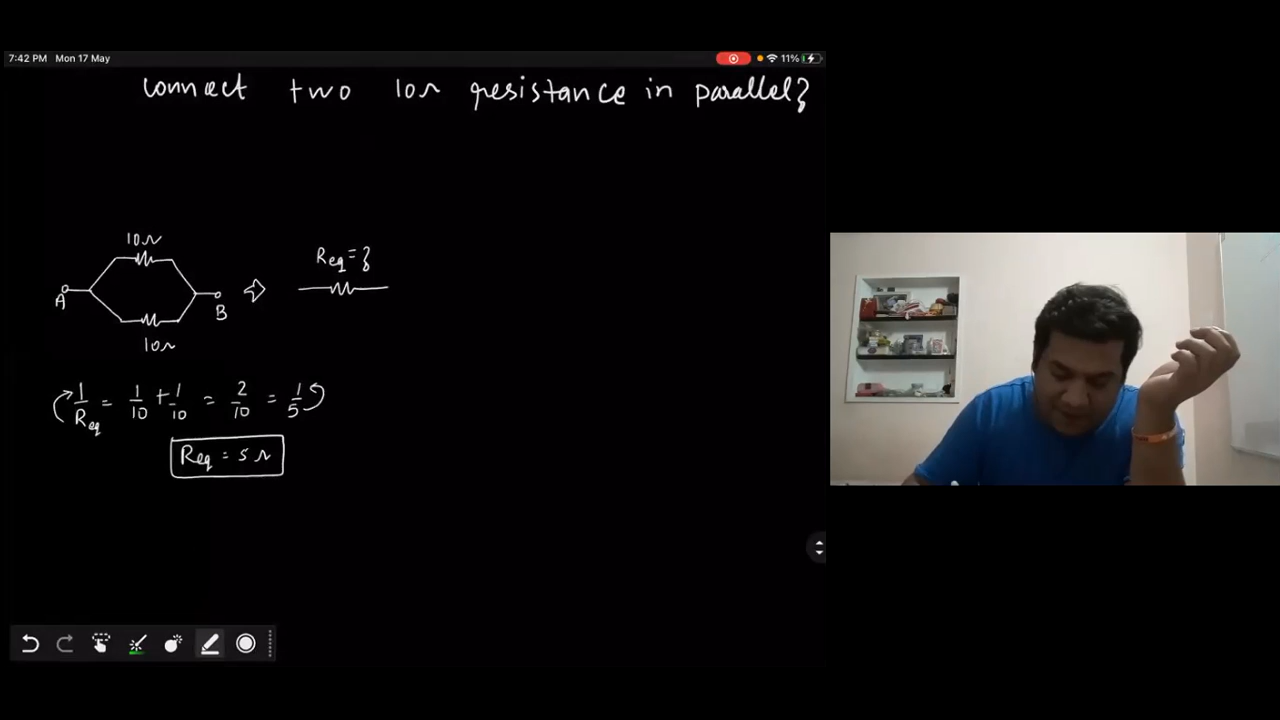 7:42 PM Mon 17 May 11%
connect two 10Ω resistance in parallel?
10Ω
A
B
10Ω
Req = ?
1/Req = 1/10 + 1/10 = 2/10 = 1/5
Req = 5Ω